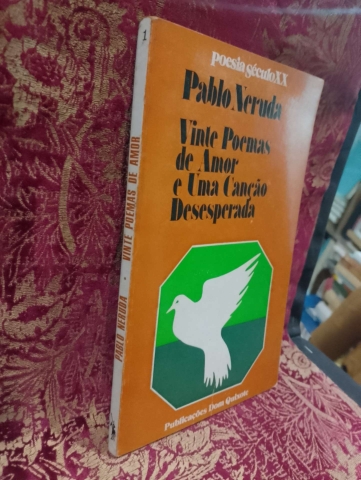 poesia século XX
Pablo Neruda
Vinte Poemas
de Amor
e Uma Canção
Desesperada
Publicações Dom Quixote
1
PABLO NERUDA • VINTE POEMAS DE AMOR